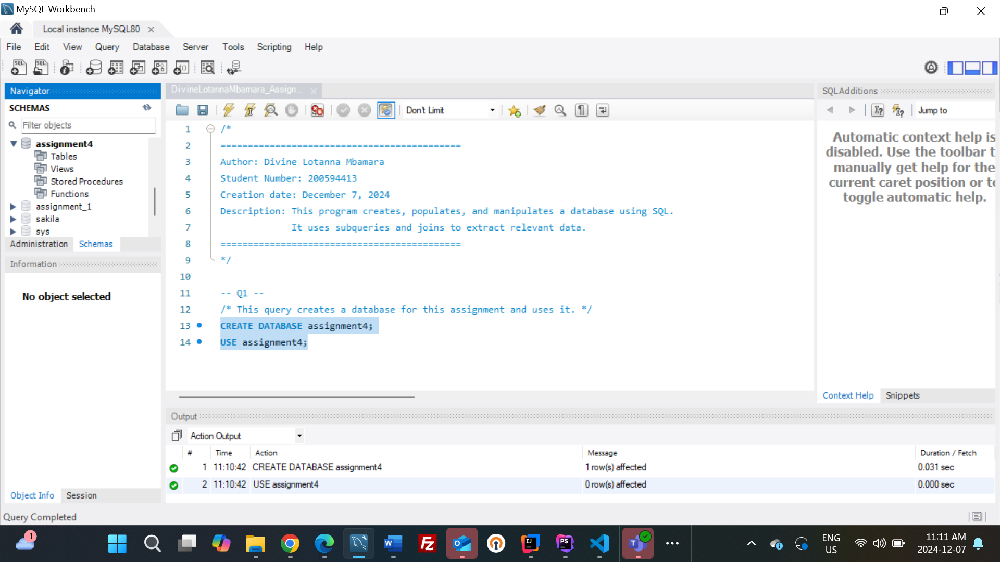 MySQL Workbench
Local instance MySQL80
File Edit View Query Database Server Tools Scripting Help
Navigator
SCHEMAS
Filter objects
assignment4
Tables
Views
Stored Procedures
Functions
assignment_1
sakila
sys
Administration Schemas
Information
No object selected
Object Info Session
DivineLotannaMbamara_Assign...
Don't Limit
1 /*
2 ============================================
3 Author: Divine Lotanna Mbamara
4 Student Number: 200594413
5 Creation date: December 7, 2024
6 Description: This program creates, populates, and manipulates a database using SQL.
7 It uses subqueries and joins to extract relevant data.
8 ============================================
9 */
10
11 -- Q1 --
12 /* This query creates a database for this assignment and uses it. */
13 CREATE DATABASE assignment4;
14 USE assignment4;
SQLAdditions
Jump to
Automatic context help is
disabled. Use the toolbar t
manually get help for the
current caret position or to
toggle automatic help.
Context Help Snippets
Output
Action Output
# Time Action Message Duration / Fetch
1 11:10:42 CREATE DATABASE assignment4 1 row(s) affected 0.031 sec
2 11:10:42 USE assignment4 0 row(s) affected 0.000 sec
Query Completed
1
ENG
US
11:11 AM
2024-12-07